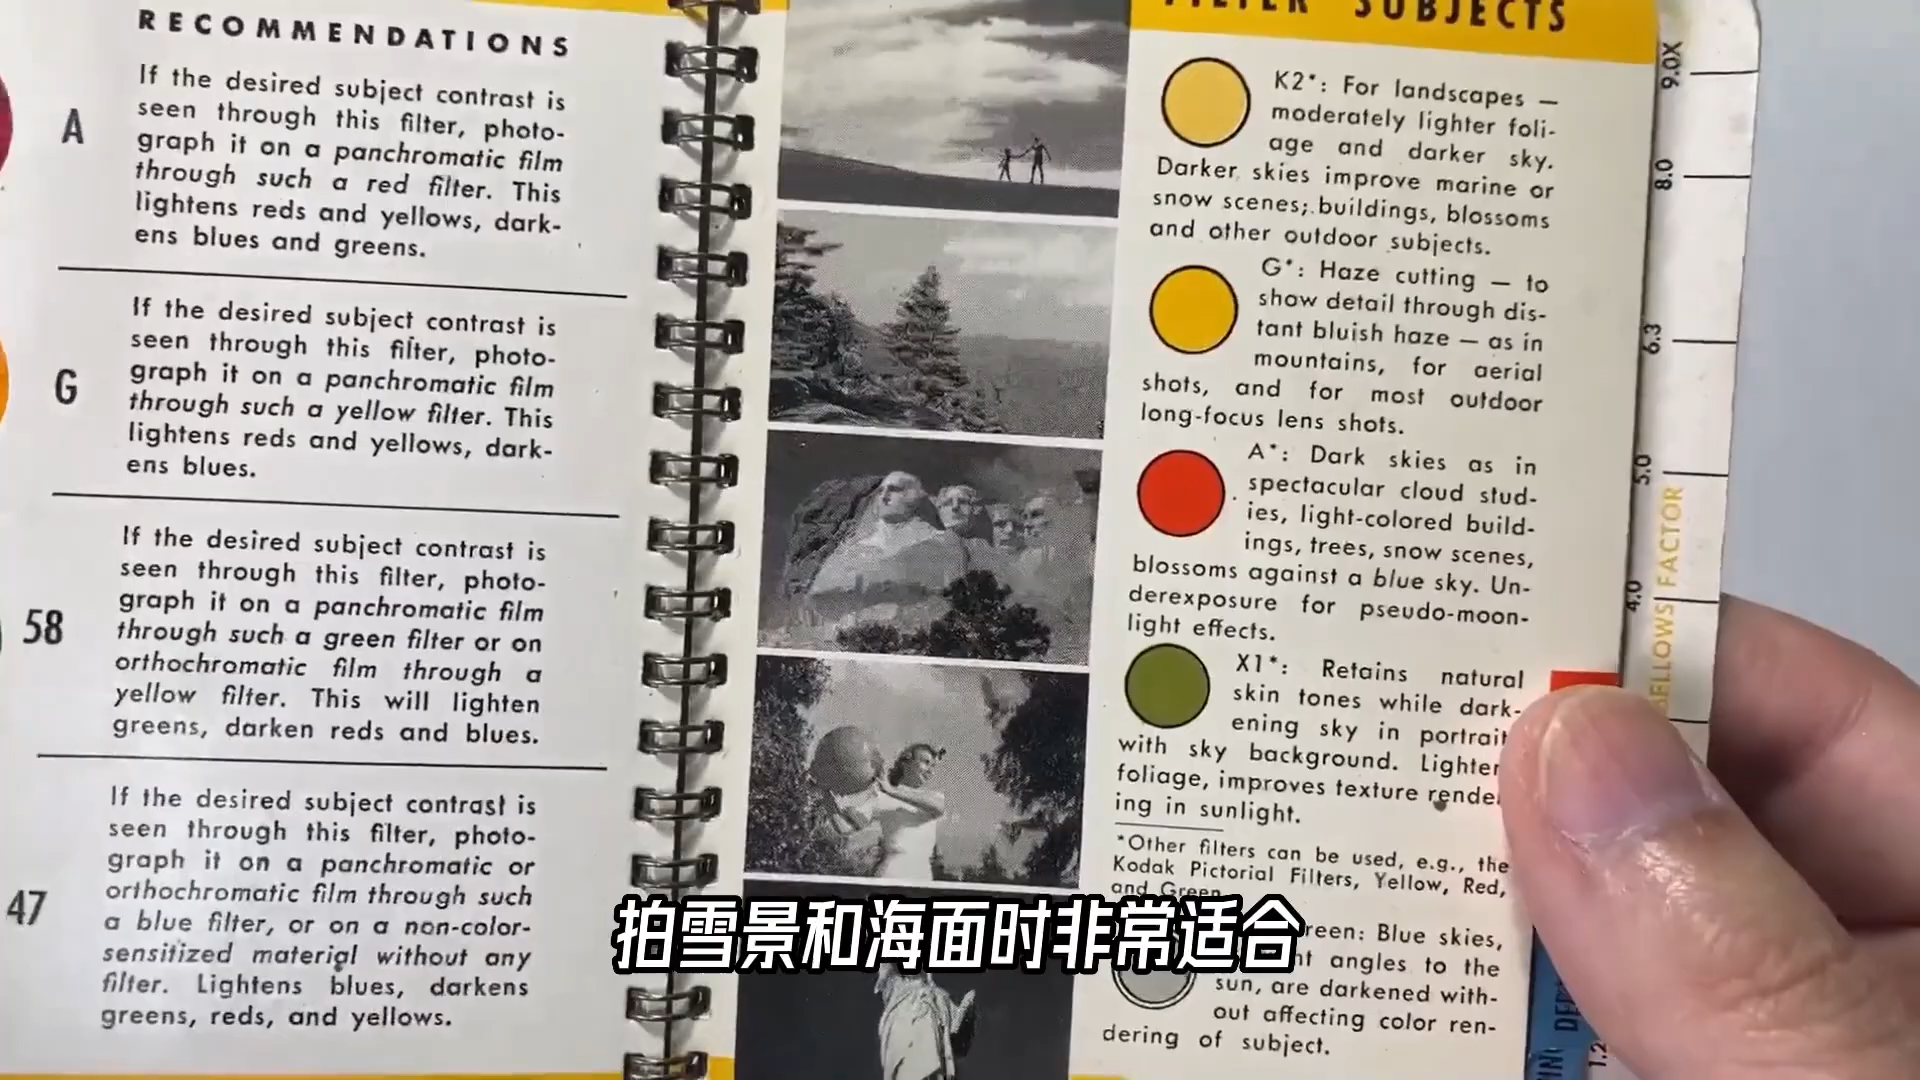 RECOMMENDATIONS
A
If the desired subject contrast is
seen through this filter, photo-
graph it on a panchromatic film
through such a red filter. This
lightens reds and yellows, dark-
ens blues and greens.
G
If the desired subject contrast is
seen through this filter, photo-
graph it on a panchromatic film
through such a yellow filter. This
lightens reds and yellows, dark-
ens blues.
58
If the desired subject contrast is
seen through this filter, photo-
graph it on a panchromatic film
through such a green filter or on
orthochromatic film through a
yellow filter. This will lighten
greens, darken reds and blues.
47
If the desired subject contrast is
seen through this filter, photo-
graph it on a panchromatic or
orthochromatic film through such
a blue filter, or on a non-color-
sensitized material without any
filter. Lightens blues, darkens
greens, reds, and yellows.
FILTER SUBJECTS
K2*: For landscapes —
moderately lighter foli-
age and darker sky.
Darker skies improve marine or
snow scenes; buildings, blossoms
and other outdoor subjects.
G*: Haze cutting — to
show detail through dis-
tant bluish haze — as in
mountains, for aerial
shots, and for most outdoor
long-focus lens shots.
A*: Dark skies as in
spectacular cloud stud-
ies, light-colored build-
ings, trees, snow scenes,
blossoms against a blue sky. Un-
derexposure for pseudo-moon-
light effects.
X1*: Retains natural
skin tones while dark-
ening sky in portrait
with sky background. Lighten
foliage, improves texture render
ing in sunlight.
*Other filters can be used, e.g., the
Kodak Pictorial Filters, Yellow, Red,
and Green
reen: Blue skies,
angles to the
sun, are darkened with-
out affecting color ren-
dering of subject.
9.0X
8.0
6.3
5.0
4.0
BELLOWS FACTOR
拍雪景和海面时非常适合